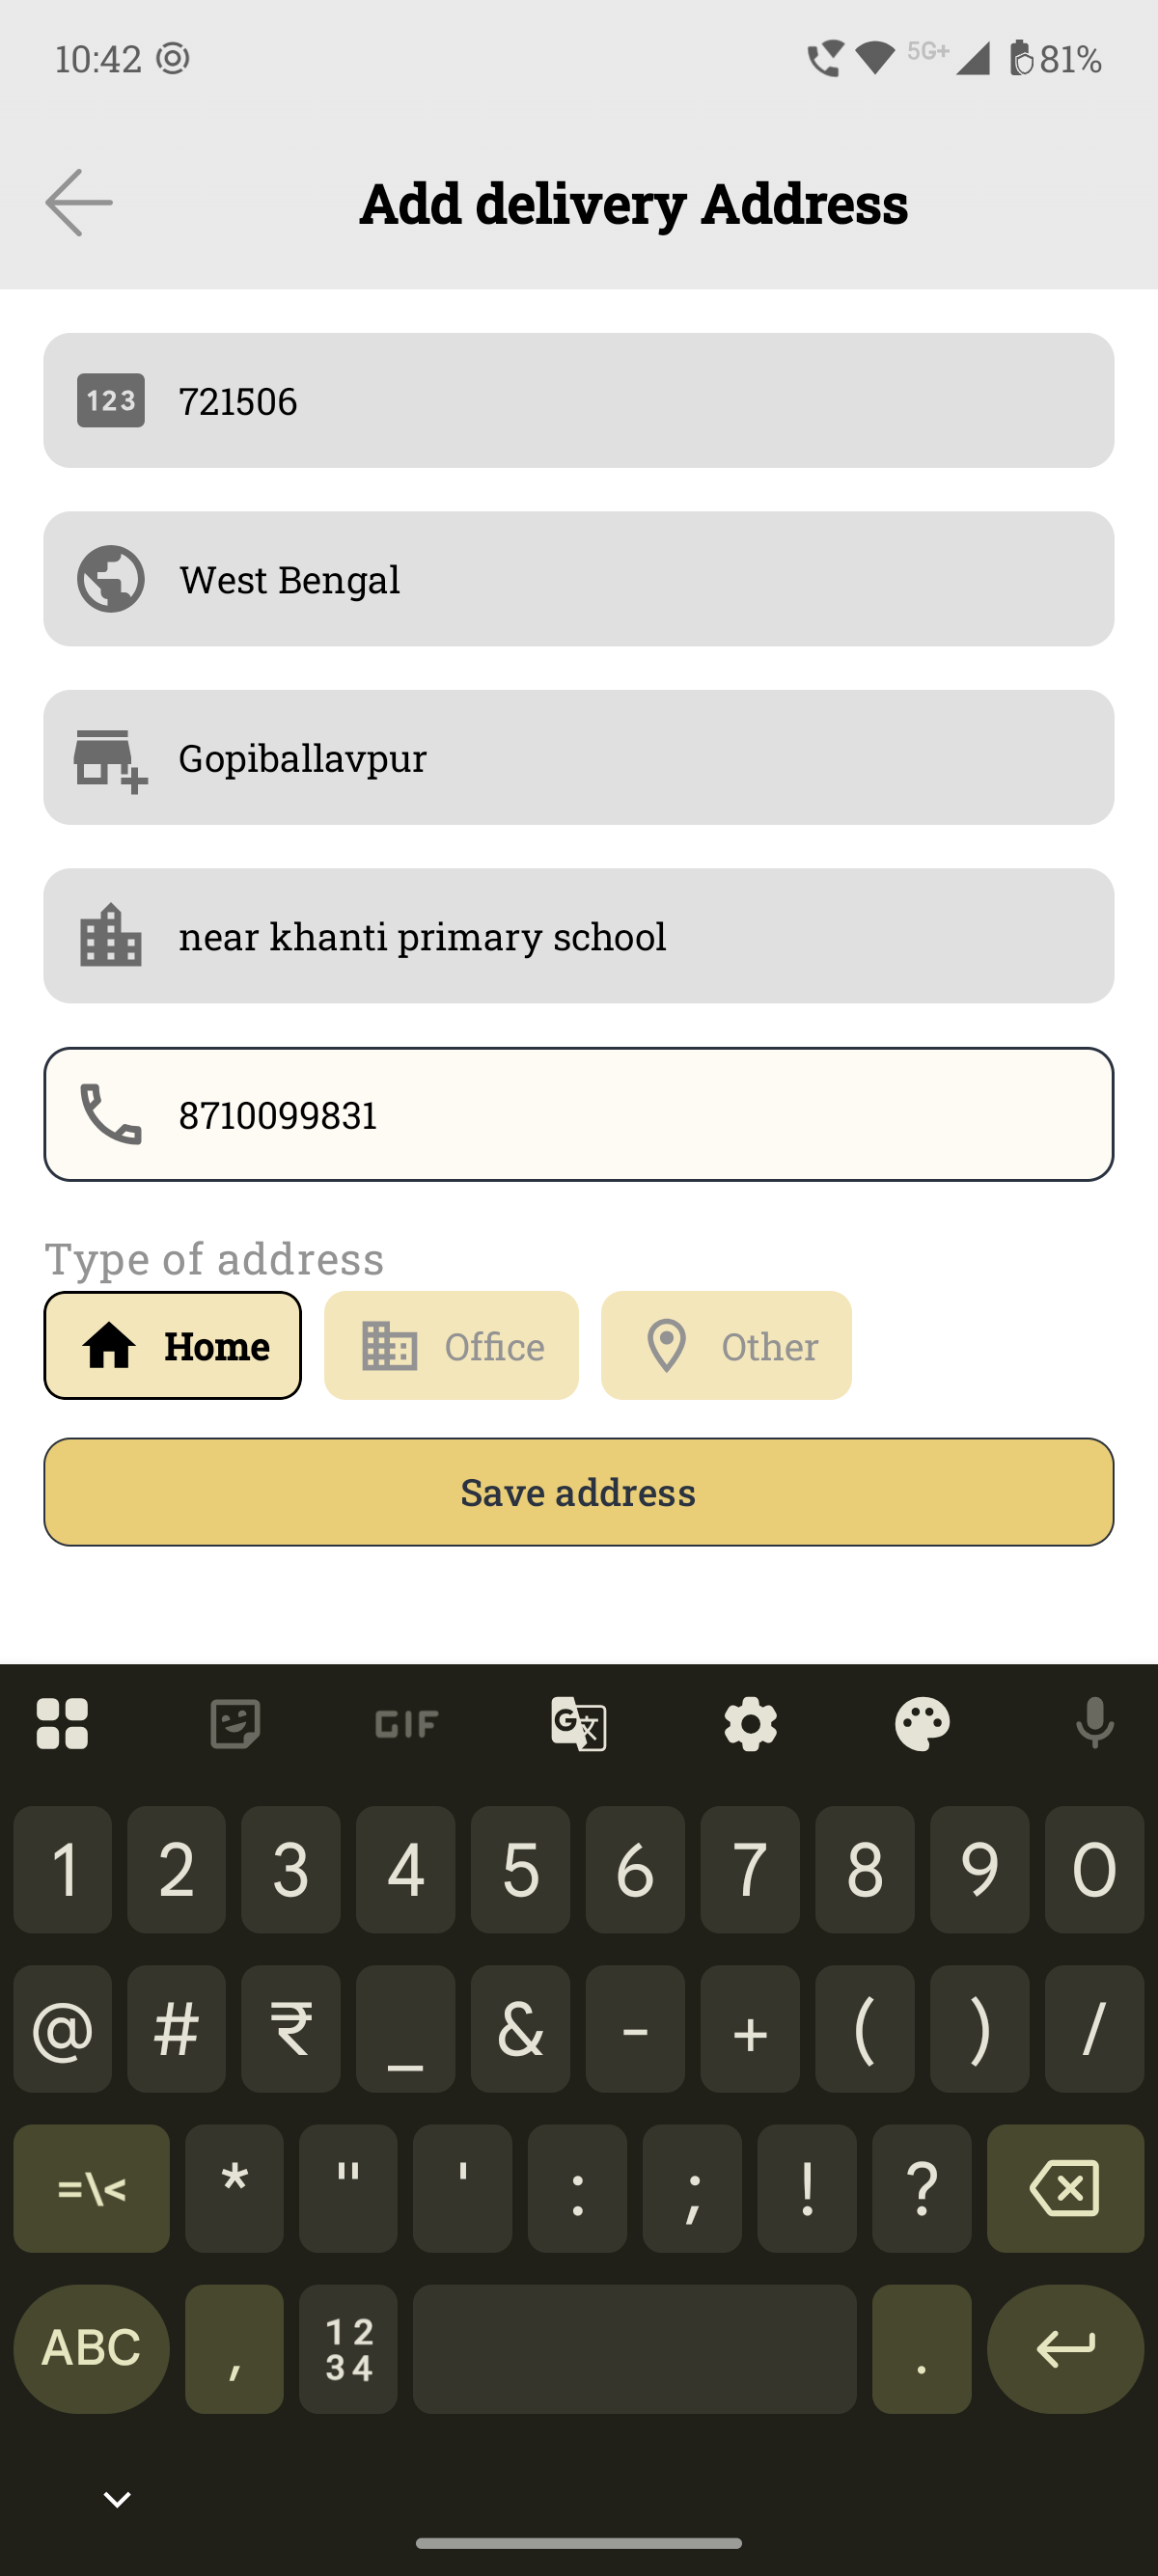 10:42 5G+ 81%
Add delivery Address
123 721506
West Bengal
Gopiballavpur
near khanti primary school
8710099831
Type of address
Home Office Other
Save address
GIF G 文
1 2 3 4 5 6 7 8 9 0
@ # ₹ _ & - + ( ) /
=\< * " ' : ; ! ?
ABC , 12 .
34